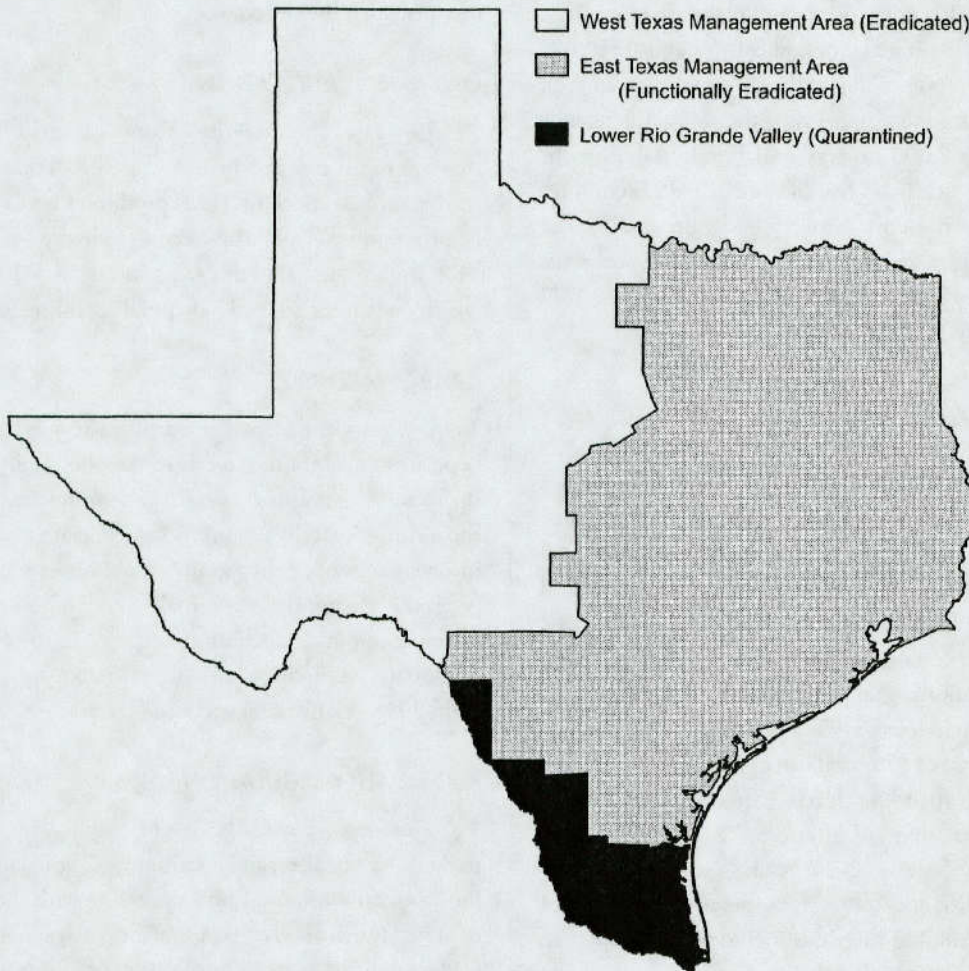 West Texas Management Area (Eradicated)
East Texas Management Area
(Functionally Eradicated)
Lower Rio Grande Valley (Quarantined)